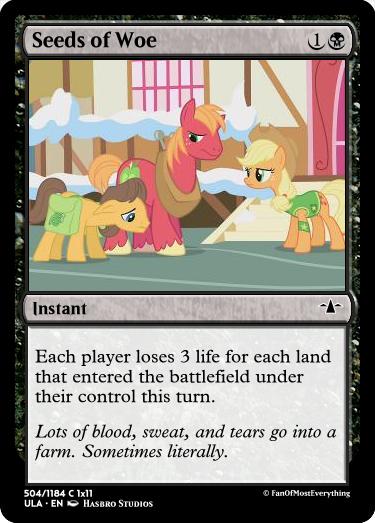 Seeds of Woe 1
Instant
Each player loses 3 life for each land
that entered the battlefield under
their control this turn.
Lots of blood, sweat, and tears go into a
farm. Sometimes literally.
504/1184 C 1x11
ULA • EN Hasbro Studios
© FanOfMostEverything